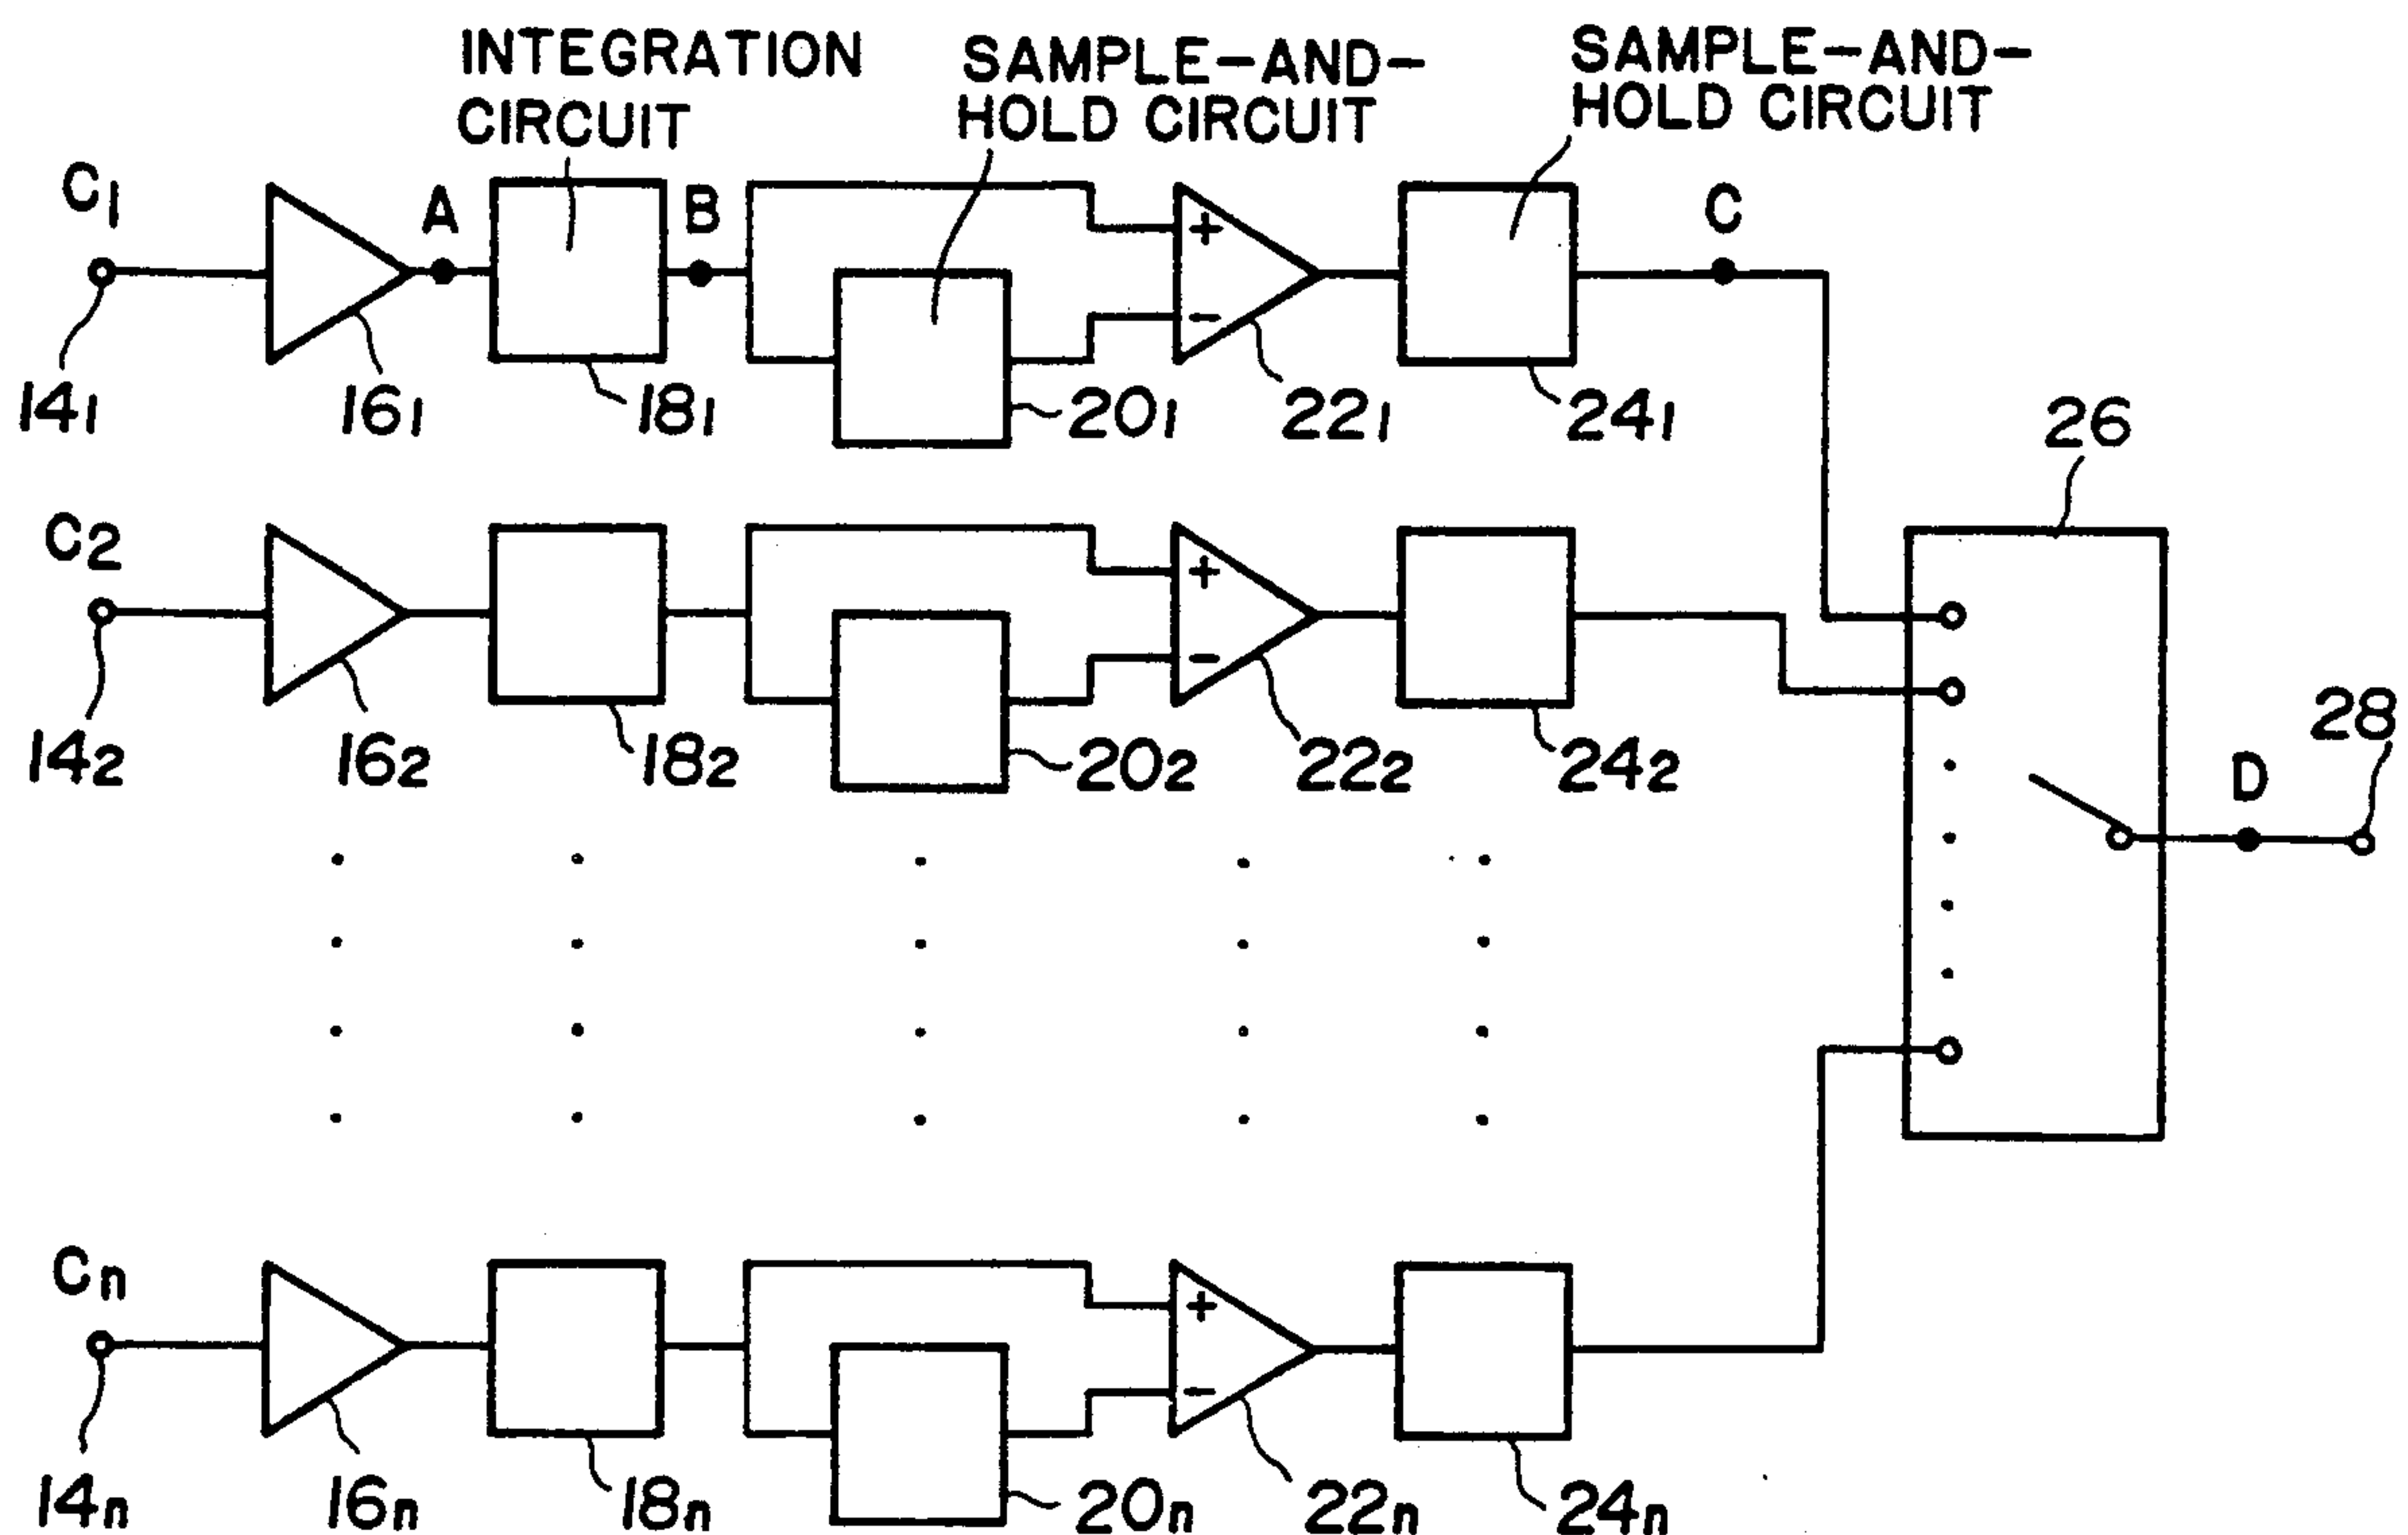 INTEGRATION
CIRCUIT
SAMPLE-AND-
HOLD CIRCUIT
SAMPLE-AND-
HOLD CIRCUIT
C1
A
B
+
-
C
141
161
181
201
221
241
26
C2
+
-
142
162
182
202
222
242
D
28
Cn
+
-
14n
16n
18n
20n
22n
24n